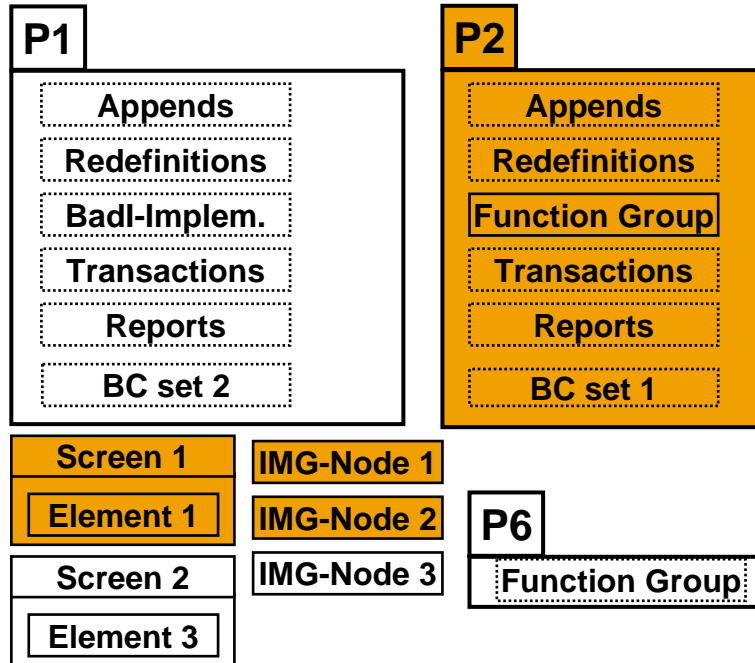 P1
Appends
Redefinitions
BadI-Implem.
Transactions
Reports
BC set 2
P2
Appends
Redefinitions
Function Group
Transactions
Reports
BC set 1
Screen 1
Element 1
Screen 2
Element 3
IMG-Node 1
IMG-Node 2
IMG-Node 3
P6
Function Group